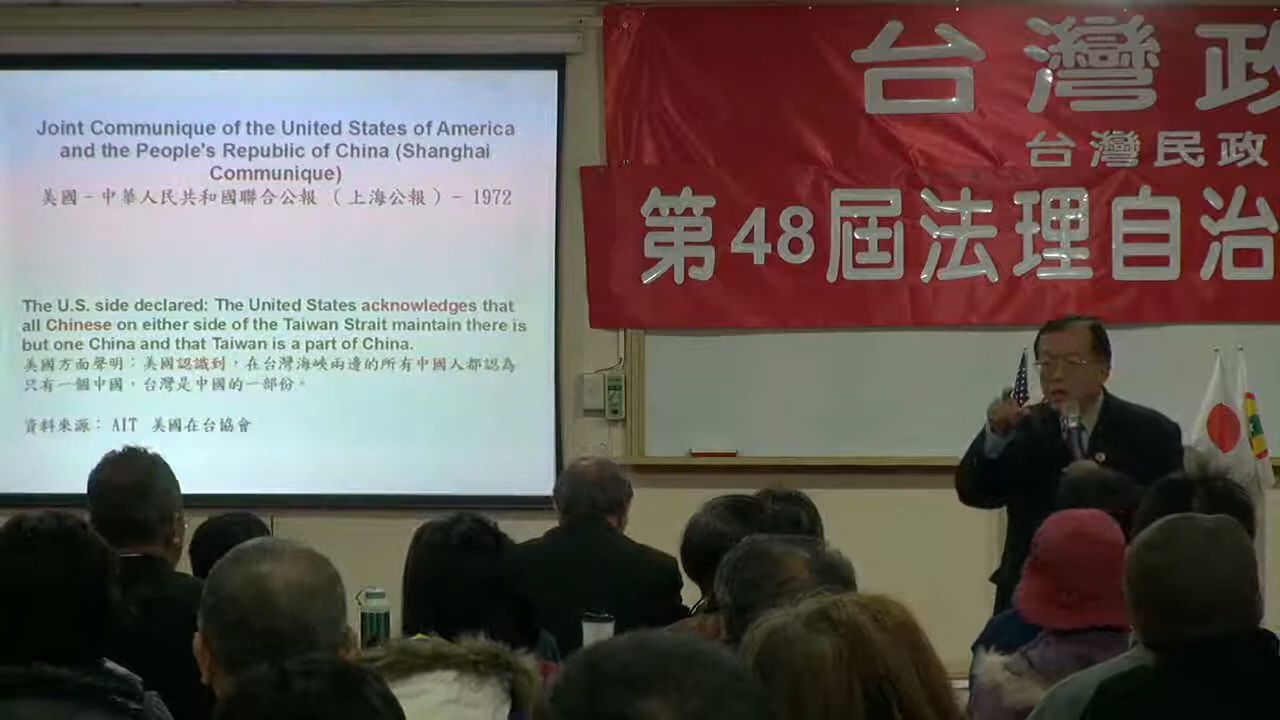 Joint Communique of the United States of America
and the People's Republic of China (Shanghai
Communique)
美國-中華人民共和國聯合公報 (上海公報) - 1972
The U.S. side declared: The United States acknowledges that
all Chinese on either side of the Taiwan Strait maintain there is
but one China and that Taiwan is a part of China.
美國方面聲明：美國認識到，在台灣海峽兩邊的所有中國人都認為
只有一個中國，台灣是中國的一部份。
資料來源： AIT 美國在台協會
台灣政
台灣民政
第48屆法理自治